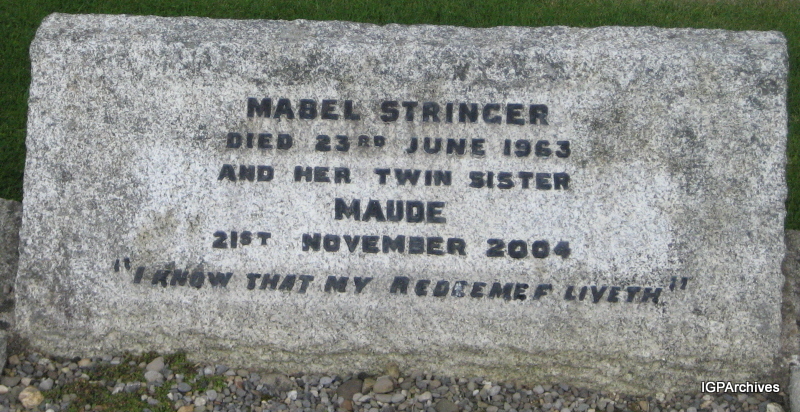 MABEL STRINGER
DIED 23RD JUNE 1963
AND HER TWIN SISTER
MAUDE
21ST NOVEMBER 2004
"I KNOW THAT MY REDEEMER LIVETH"
IGPArchives